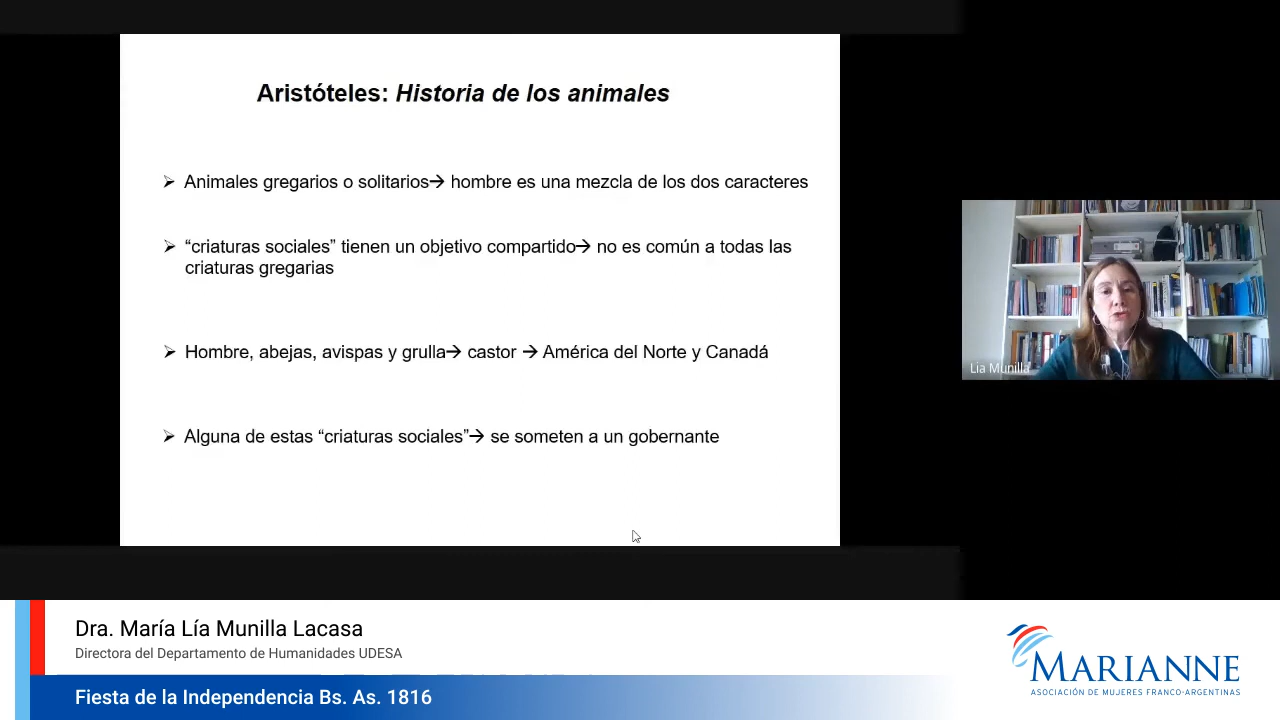 Aristóteles: Historia de los animales
Animales gregarios o solitarios→ hombre es una mezcla de los dos caracteres
“criaturas sociales” tienen un objetivo compartido→ no es común a todas las
criaturas gregarias
Hombre, abejas, avispas y grulla→ castor → América del Norte y Canadá
Alguna de estas “criaturas sociales”→ se someten a un gobernante
Lía Munilla
Dra. María Lía Munilla Lacasa
Directora del Departamento de Humanidades UDESA
Fiesta de la Independencia Bs. As. 1816
MARIANNE
ASOCIACIÓN DE MUJERES FRANCO-ARGENTINAS